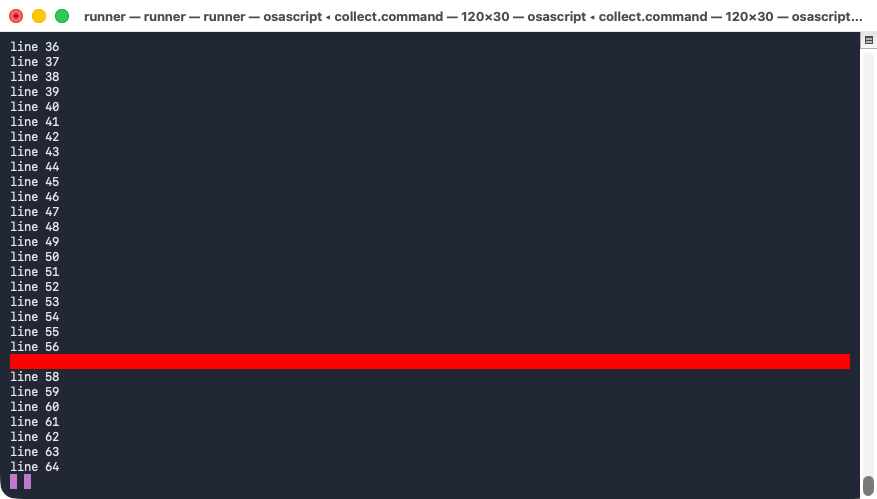 runner — runner — runner — osascript ◂ collect.command — 120×30 — osascript ◂ collect.command — 120×30 — osascript...
line 36
line 37
line 38
line 39
line 40
line 41
line 42
line 43
line 44
line 45
line 46
line 47
line 48
line 49
line 50
line 51
line 52
line 53
line 54
line 55
line 56
line 58
line 59
line 60
line 61
line 62
line 63
line 64